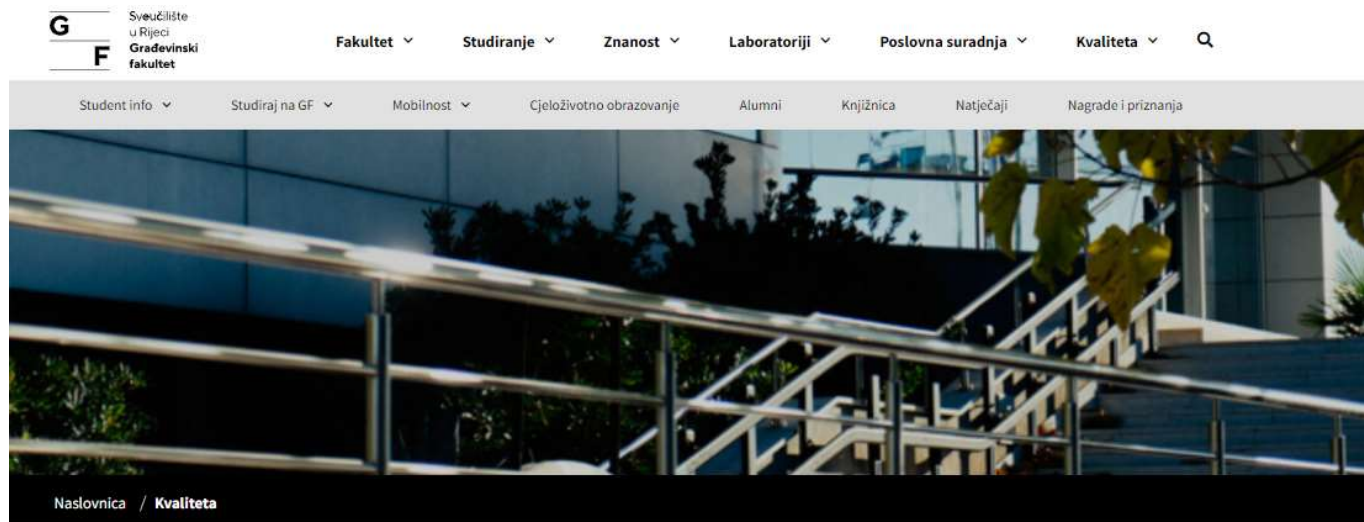 G
F
Sveučilište
u Rijeci
Građevinski
fakultet
Fakultet
Studiranje
Znanost
Laboratoriji
Poslovna suradnja
Kvaliteta
Student info
Studiraj na GF
Mobilnost
Cjeloživotno obrazovanje
Alumni
Knjižnica
Natječaji
Nagrade i priznanja
Naslovnica / Kvaliteta